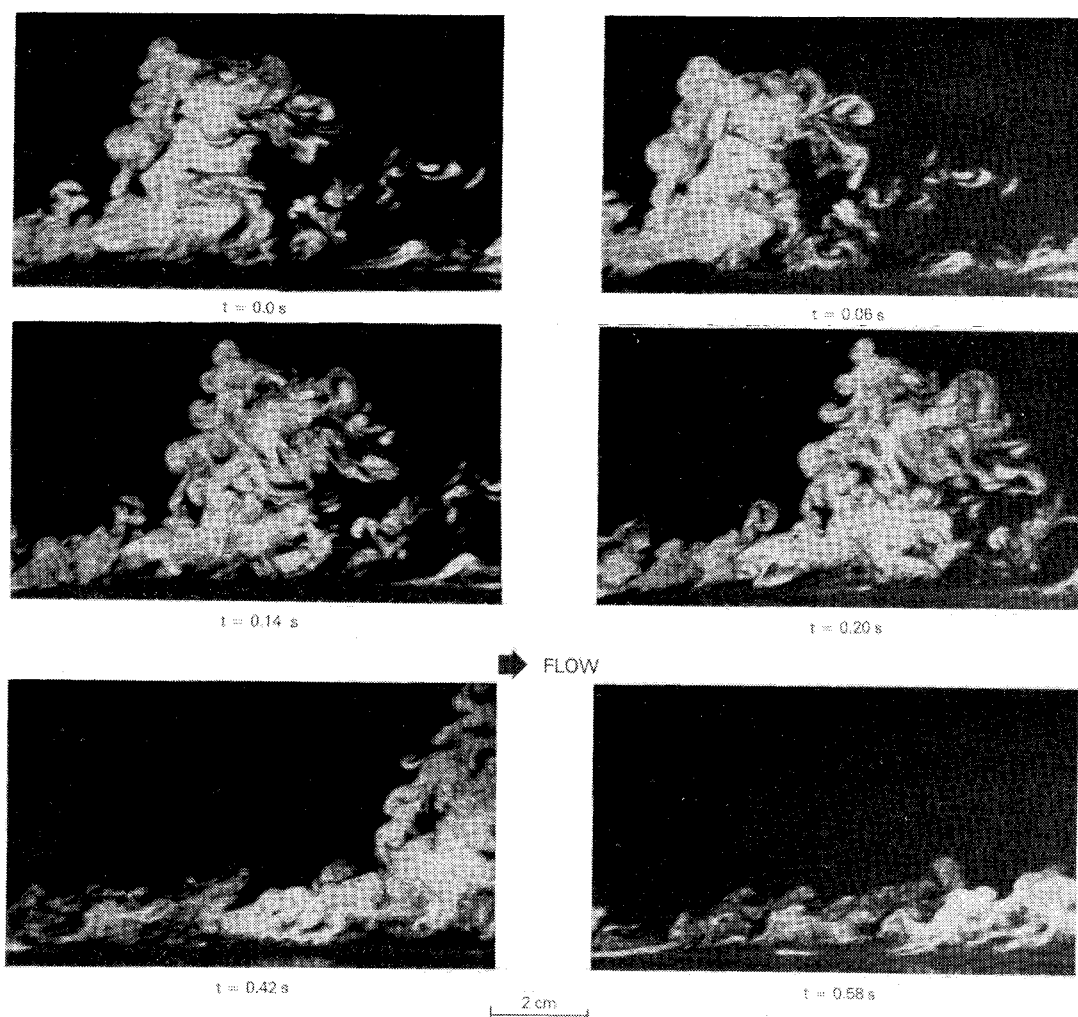 t = 0.0 s
t = 0.06 s
t = 0.14 s
t = 0.20 s
FLOW
t = 0.42 s
t = 0.58 s
2 cm